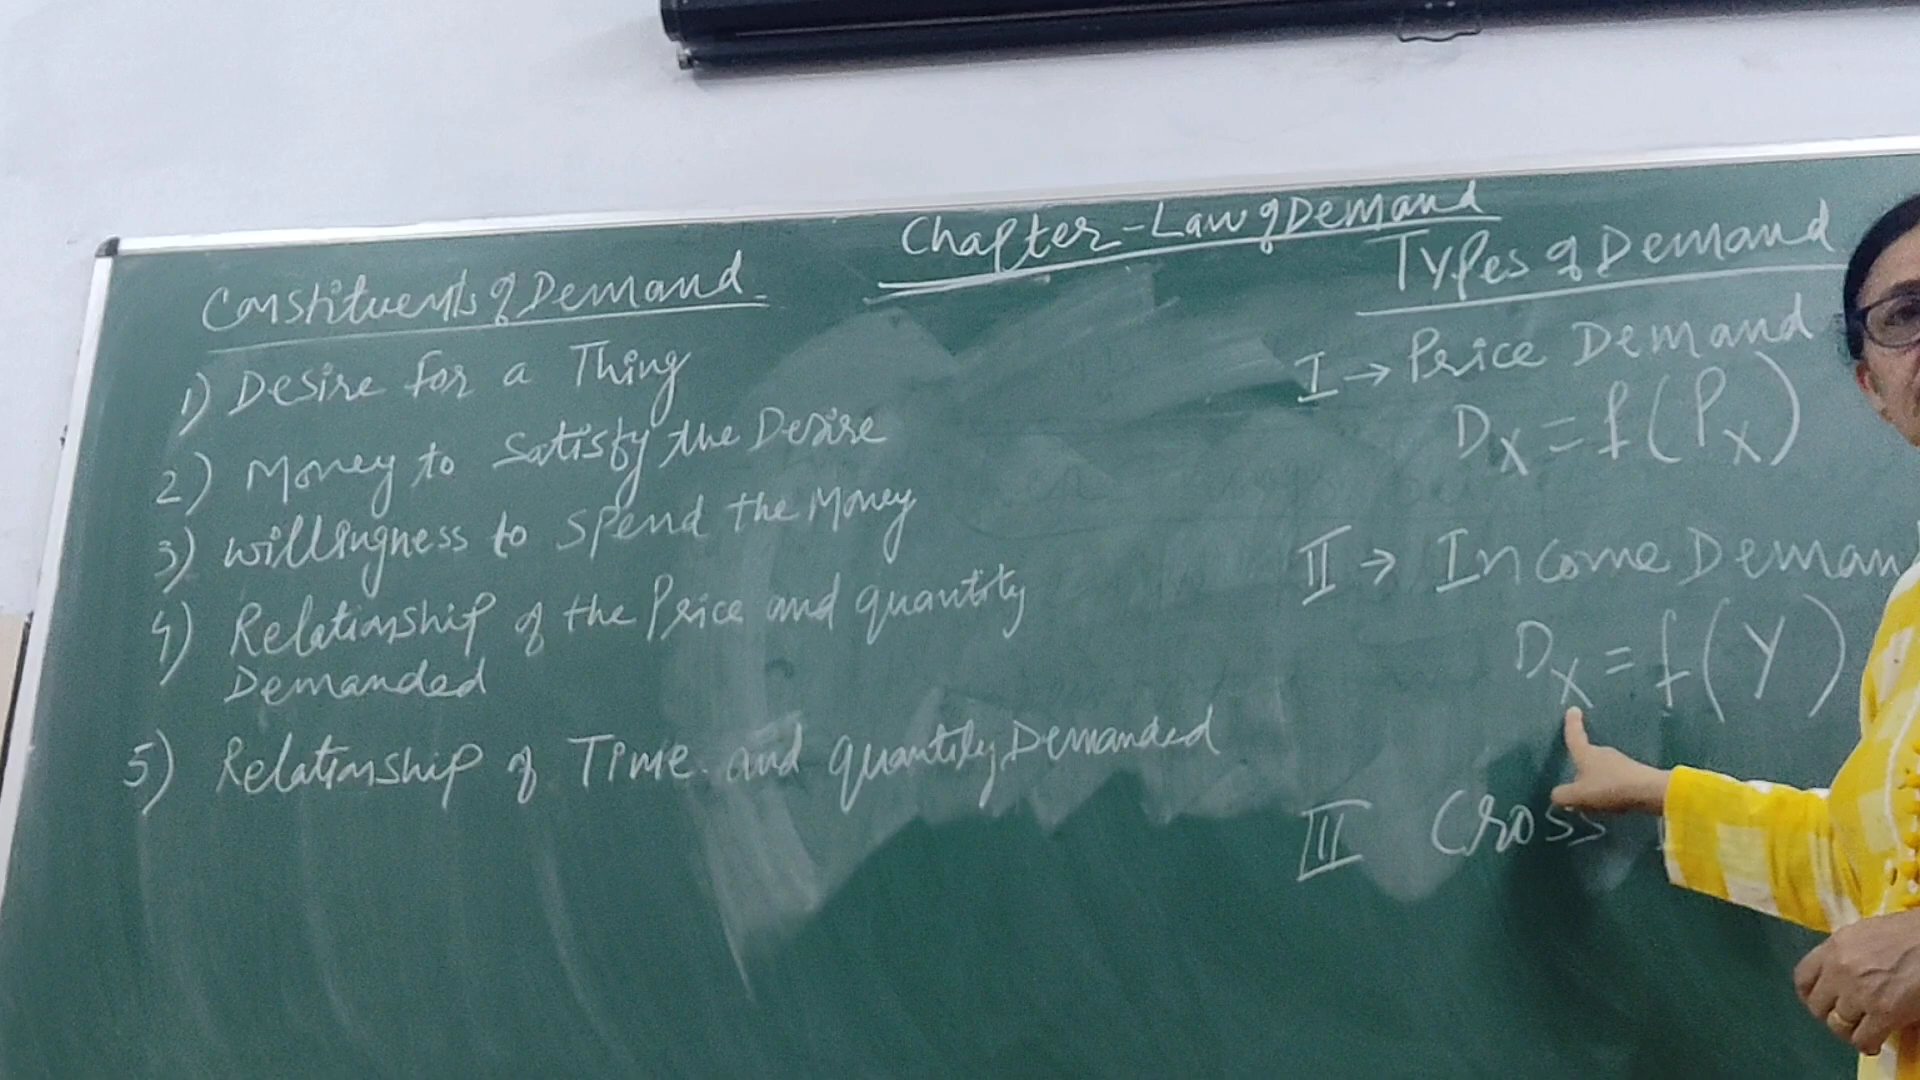 Chapter-Law of Demand
Constituents of Demand
1) Desire for a Thing
2) Money to Satisfy the Desire
3) willingness to spend the Money
4) Relationship of the Price and quantity
Demanded
5) Relationship of Time and quantity Demanded
Types of Demand
I → Price Demand
Dx = f(Px)
II → Income Deman
Dx = f(Y)
III Cross